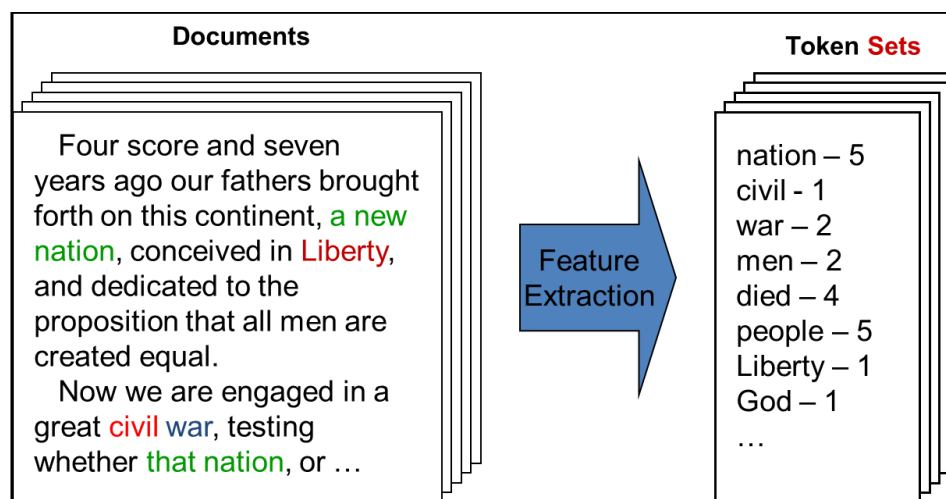 Documents
Four score and seven
years ago our fathers brought
forth on this continent, a new
nation, conceived in Liberty,
and dedicated to the
proposition that all men are
created equal.
Now we are engaged in a
great civil war, testing
whether that nation, or …
Feature
Extraction
Token Sets
nation – 5
civil - 1
war – 2
men – 2
died – 4
people – 5
Liberty – 1
God – 1
…